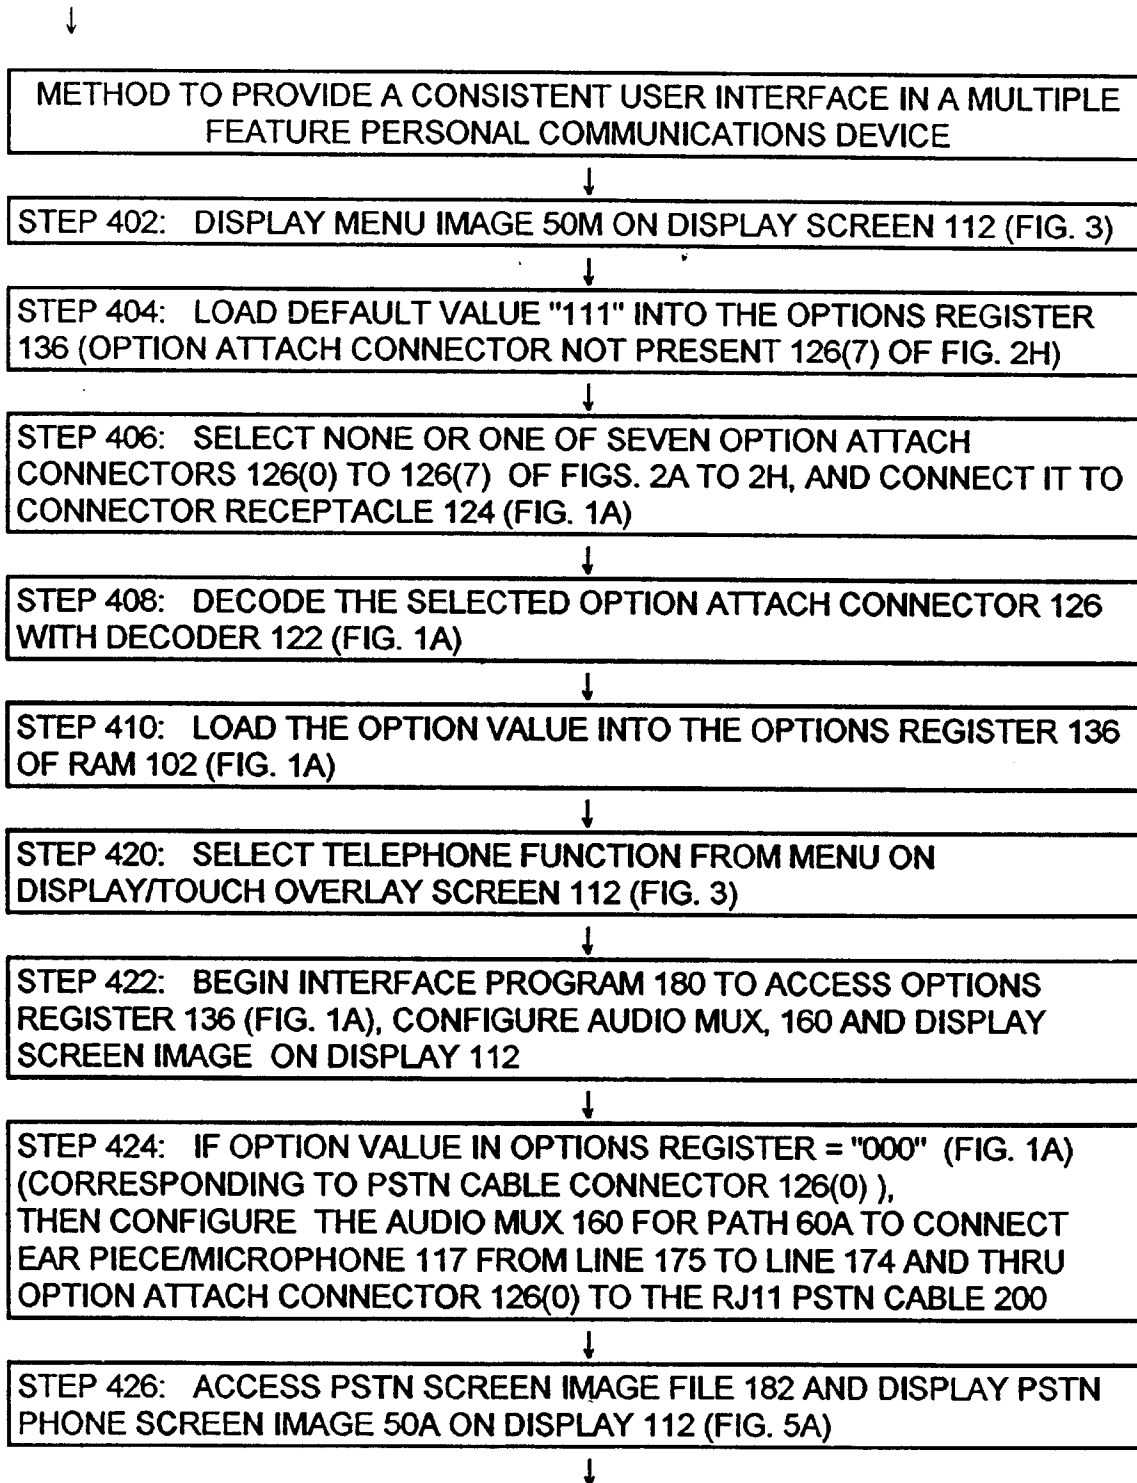 METHOD TO PROVIDE A CONSISTENT USER INTERFACE IN A MULTIPLE
FEATURE PERSONAL COMMUNICATIONS DEVICE
STEP 402: DISPLAY MENU IMAGE 50M ON DISPLAY SCREEN 112 (FIG. 3)
STEP 404: LOAD DEFAULT VALUE "111" INTO THE OPTIONS REGISTER
136 (OPTION ATTACH CONNECTOR NOT PRESENT 126(7) OF FIG. 2H)
STEP 406: SELECT NONE OR ONE OF SEVEN OPTION ATTACH
CONNECTORS 126(0) TO 126(7) OF FIGS. 2A TO 2H, AND CONNECT IT TO
CONNECTOR RECEPTACLE 124 (FIG. 1A)
STEP 408: DECODE THE SELECTED OPTION ATTACH CONNECTOR 126
WITH DECODER 122 (FIG. 1A)
STEP 410: LOAD THE OPTION VALUE INTO THE OPTIONS REGISTER 136
OF RAM 102 (FIG. 1A)
STEP 420: SELECT TELEPHONE FUNCTION FROM MENU ON
DISPLAY/TOUCH OVERLAY SCREEN 112 (FIG. 3)
STEP 422: BEGIN INTERFACE PROGRAM 180 TO ACCESS OPTIONS
REGISTER 136 (FIG. 1A), CONFIGURE AUDIO MUX, 160 AND DISPLAY
SCREEN IMAGE ON DISPLAY 112
STEP 424: IF OPTION VALUE IN OPTIONS REGISTER = "000" (FIG. 1A)
(CORRESPONDING TO PSTN CABLE CONNECTOR 126(0) ),
THEN CONFIGURE THE AUDIO MUX 160 FOR PATH 60A TO CONNECT
EAR PIECE/MICROPHONE 117 FROM LINE 175 TO LINE 174 AND THRU
OPTION ATTACH CONNECTOR 126(0) TO THE RJ11 PSTN CABLE 200
STEP 426: ACCESS PSTN SCREEN IMAGE FILE 182 AND DISPLAY PSTN
PHONE SCREEN IMAGE 50A ON DISPLAY 112 (FIG. 5A)